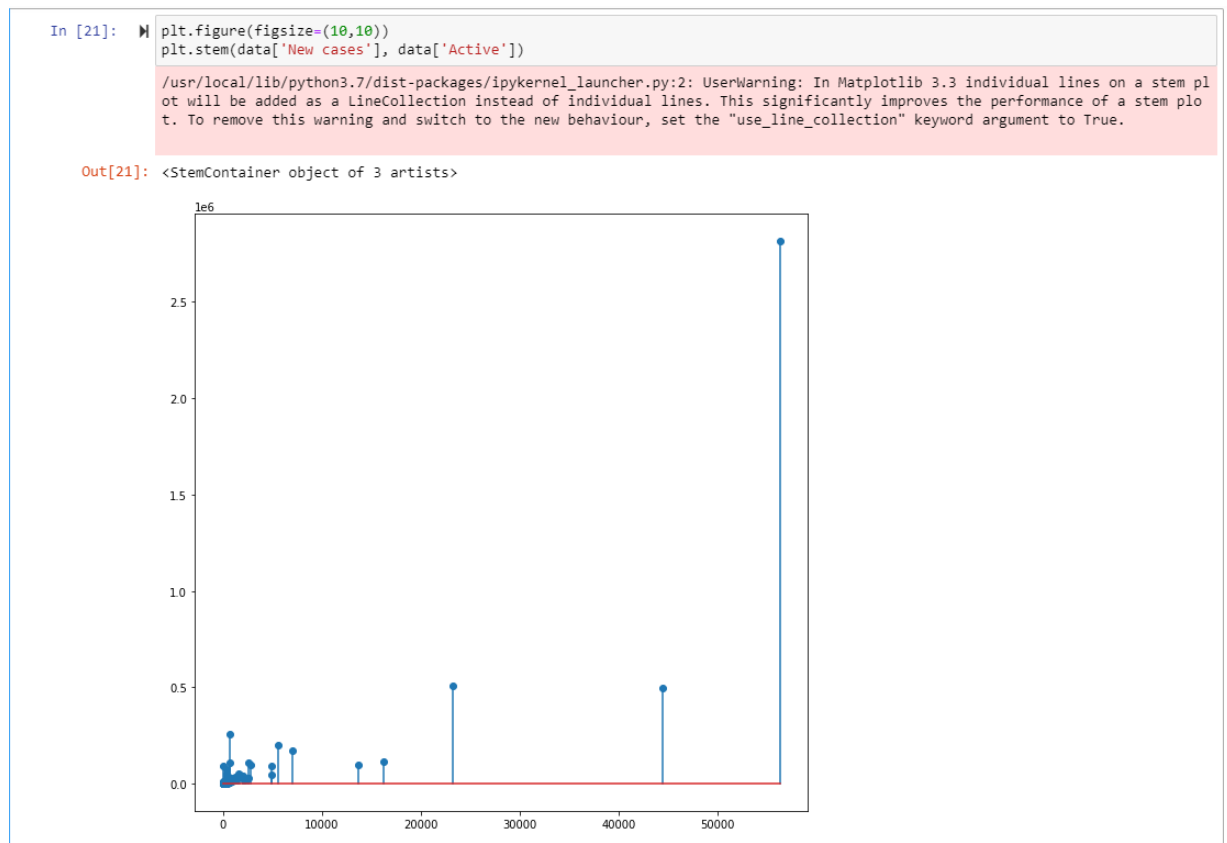 In [21]:
plt.figure(figsize=(10,10))
plt.stem(data['New cases'], data['Active'])
/usr/local/lib/python3.7/dist-packages/ipykernel_launcher.py:2: UserWarning: In Matplotlib 3.3 individual lines on a stem pl
ot will be added as a LineCollection instead of individual lines. This significantly improves the performance of a stem plo
t. To remove this warning and switch to the new behaviour, set the "use_line_collection" keyword argument to True.
Out[21]: <StemContainer object of 3 artists>
1e6
2.5
2.0
1.5
1.0
0.5
0.0
0 10000 20000 30000 40000 50000